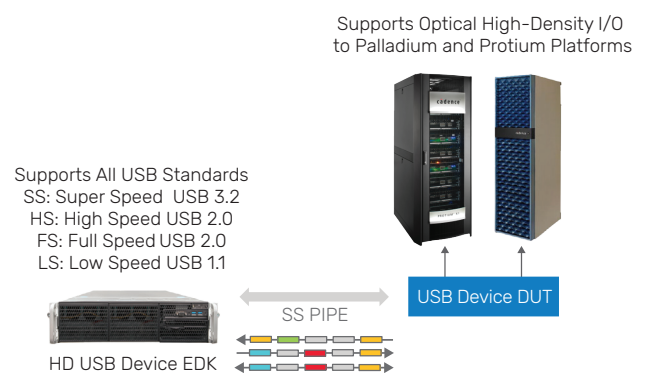 Supports Optical High-Density I/O
to Palladium and Protium Platforms
cadence
Supports All USB Standards
SS: Super Speed USB 3.2
HS: High Speed USB 2.0
FS: Full Speed USB 2.0
LS: Low Speed USB 1.1
USB Device DUT
SS PIPE
HD USB Device EDK